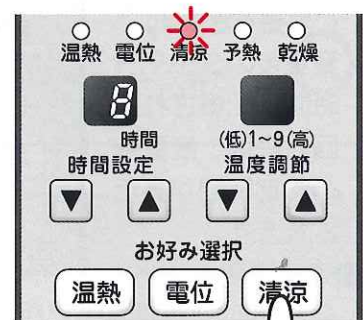 温熱 電位 清涼 予熱 乾燥
8
時間 (低)1~9(高)
時間設定 温度調節
▼ ▲ ▼ ▲
お好み選択
温熱 電位 清涼